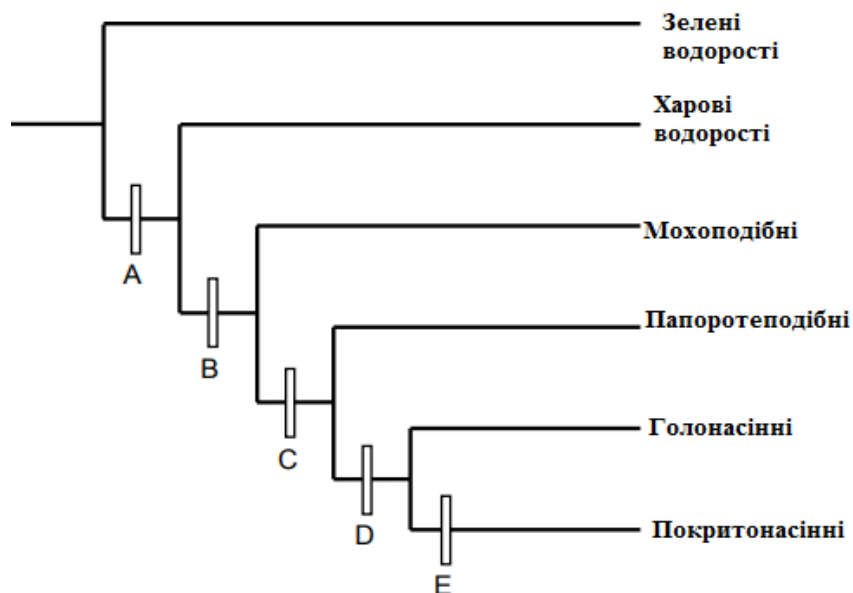 Зелені
водорості
Харові
водорості
A
Мохоподібні
B
Папоротеподібні
C
Голонасінні
D
Покритонасінні
E